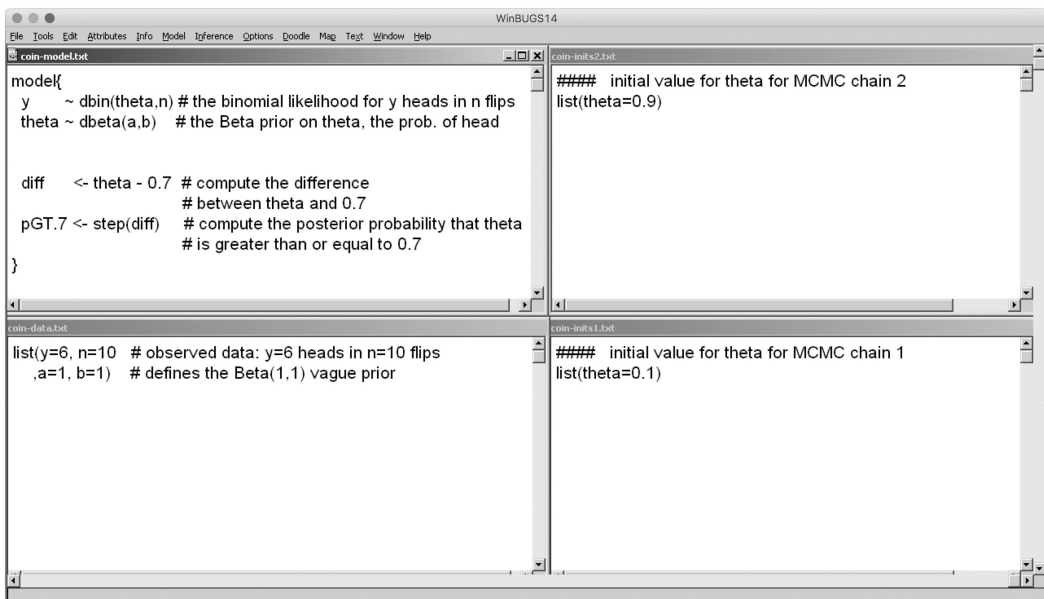 WinBUGS14
File Tools Edit Attributes Info Model Inference Options Doodle Map Text Window Help
coin-model.txt
model{
y ~ dbin(theta,n) # the binomial likelihood for y heads in n flips
theta ~ dbeta(a,b) # the Beta prior on theta, the prob. of head
diff <- theta - 0.7 # compute the difference
# between theta and 0.7
pGT.7 <- step(diff) # compute the posterior probability that theta
# is greater than or equal to 0.7
}
coin-inits2.txt
#### initial value for theta for MCMC chain 2
list(theta=0.9)
coin-data.txt
list(y=6, n=10 # observed data: y=6 heads in n=10 flips
,a=1, b=1) # defines the Beta(1,1) vague prior
coin-inits1.txt
#### initial value for theta for MCMC chain 1
list(theta=0.1)